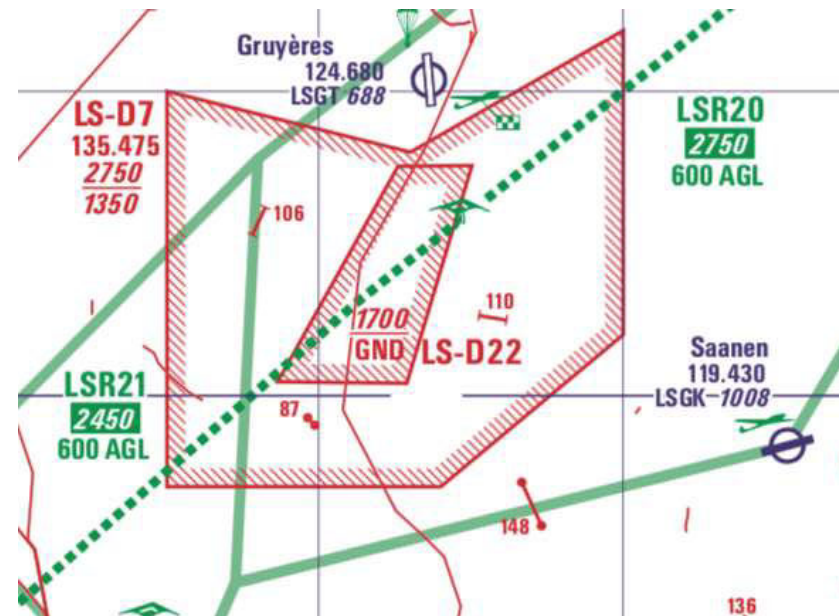 Gruyères
124.680
LSGT 688
LS-D7
135.475
2750
1350
LSR20
2750
600 AGL
106
110
1700
GND
LS-D22
Saanen
119.430
LSGK 1008
LSR21
2450
600 AGL
87
148
136